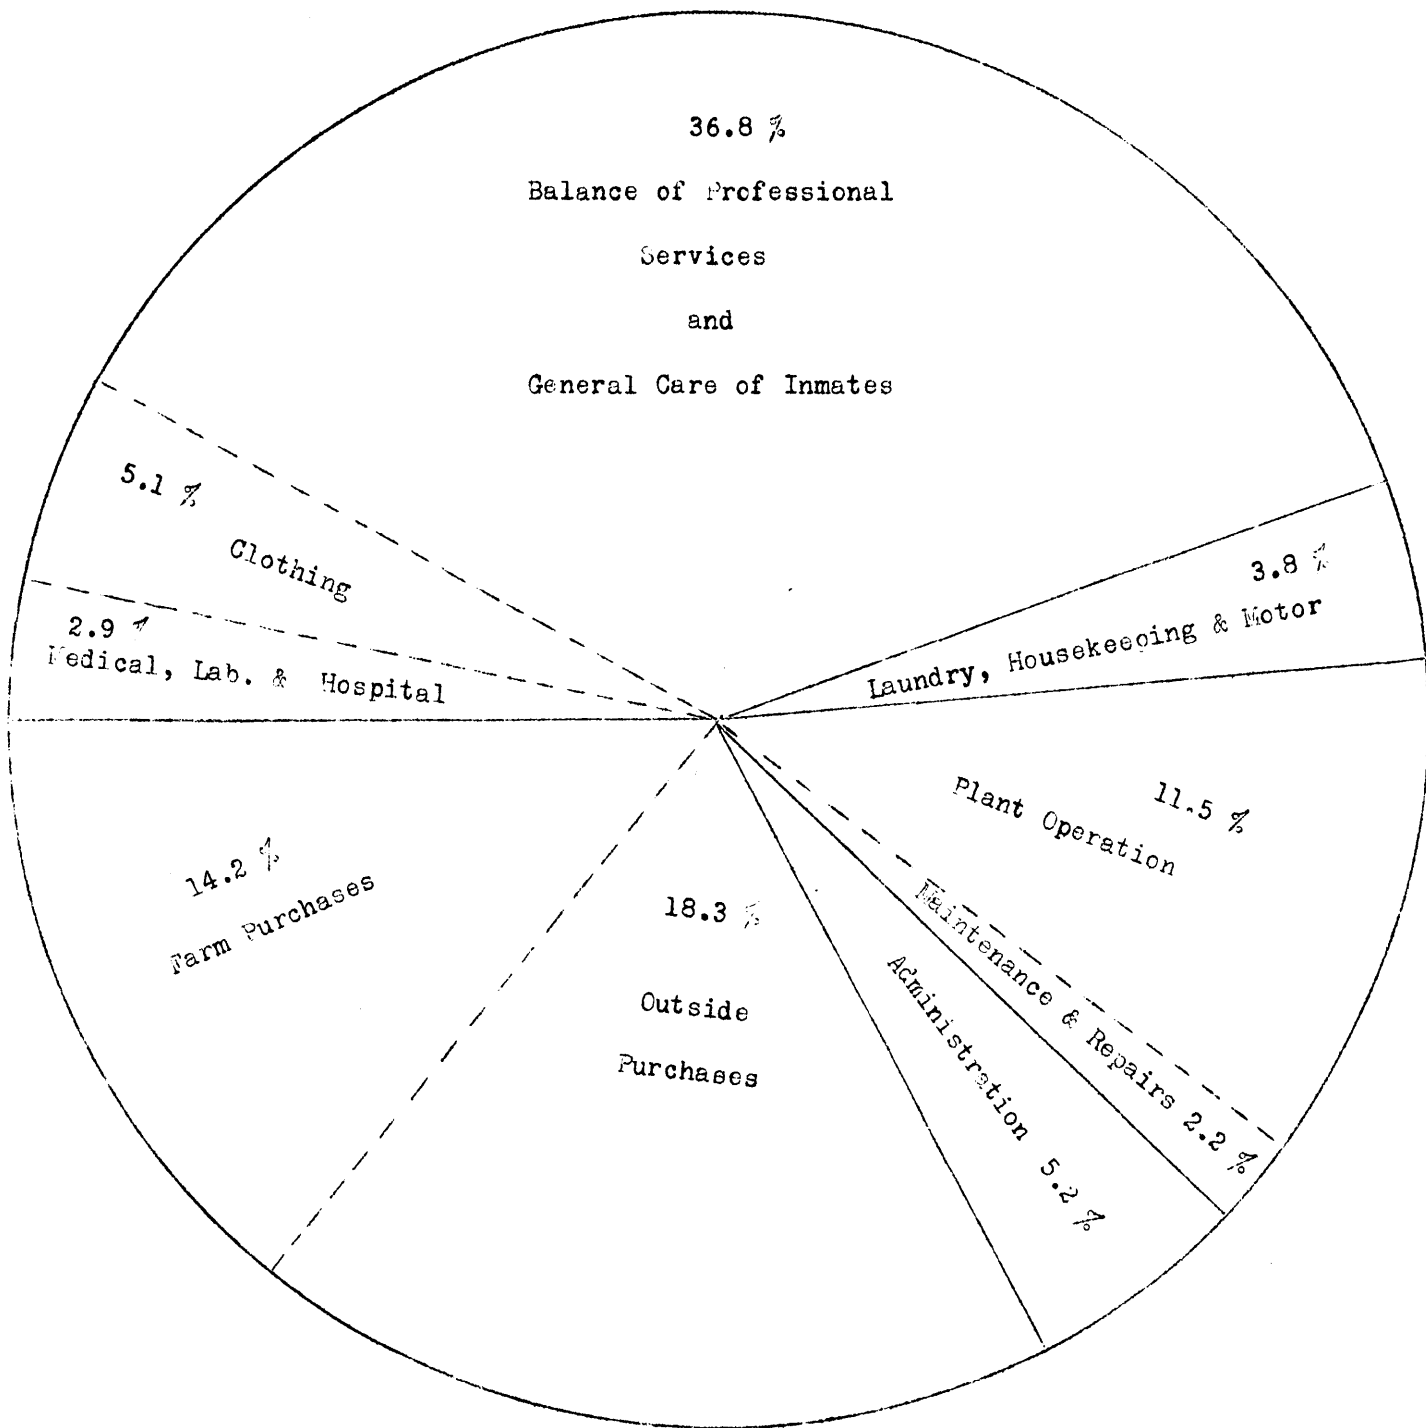 36.8 %
Balance of Professional
Services
and
General Care of Inmates
5.1 %
Clothing
2.9 %
Medical, Lab. & Hospital
3.8 %
Laundry, Housekeeping & Motor
11.5 %
Plant Operation
Maintenance & Repairs 2.2 %
Administration 5.2 %
18.3 %
Outside
Purchases
14.2 %
Farm Purchases